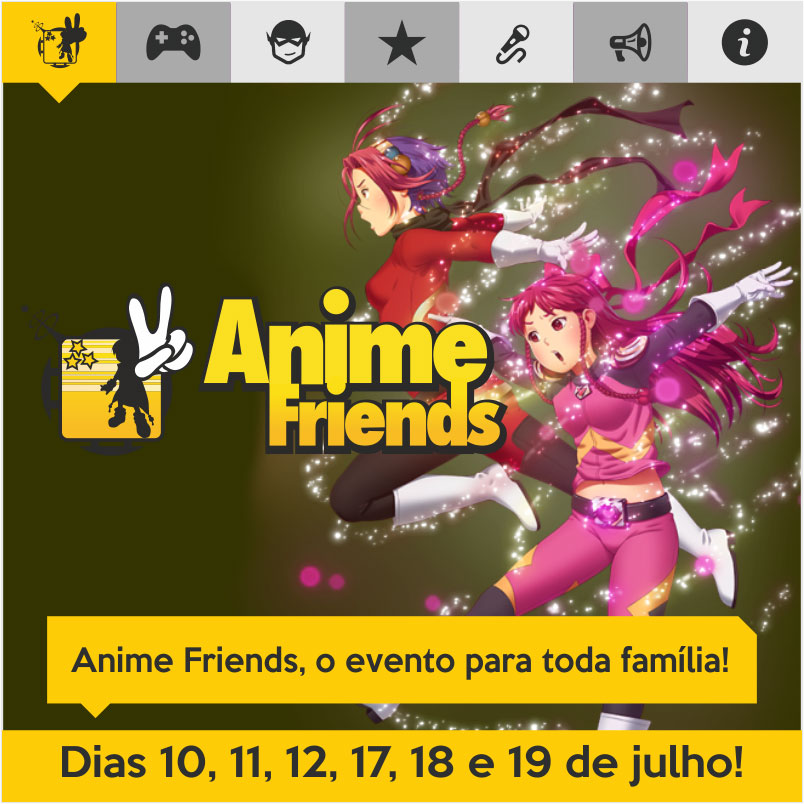 Anime
Friends
Anime Friends, o evento para toda família!
Dias 10, 11, 12, 17, 18 e 19 de julho!